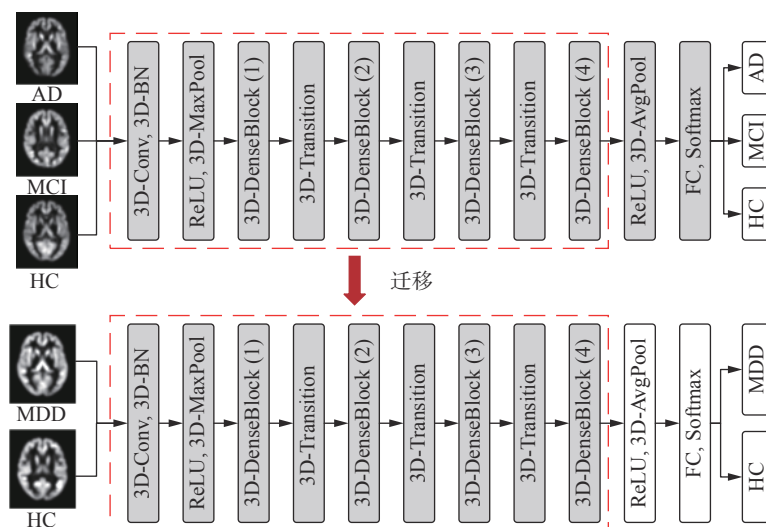 AD
MCI
HC
3D-Conv, 3D-BN
ReLU, 3D-MaxPool
3D-DenseBlock (1)
3D-Transition
3D-DenseBlock (2)
3D-Transition
3D-DenseBlock (3)
3D-Transition
3D-DenseBlock (4)
ReLU, 3D-AvgPool
FC, Softmax
AD
MCI
HC
迁移
MDD
HC
3D-Conv, 3D-BN
ReLU, 3D-MaxPool
3D-DenseBlock (1)
3D-Transition
3D-DenseBlock (2)
3D-Transition
3D-DenseBlock (3)
3D-Transition
3D-DenseBlock (4)
ReLU, 3D-AvgPool
FC, Softmax
MDD
HC